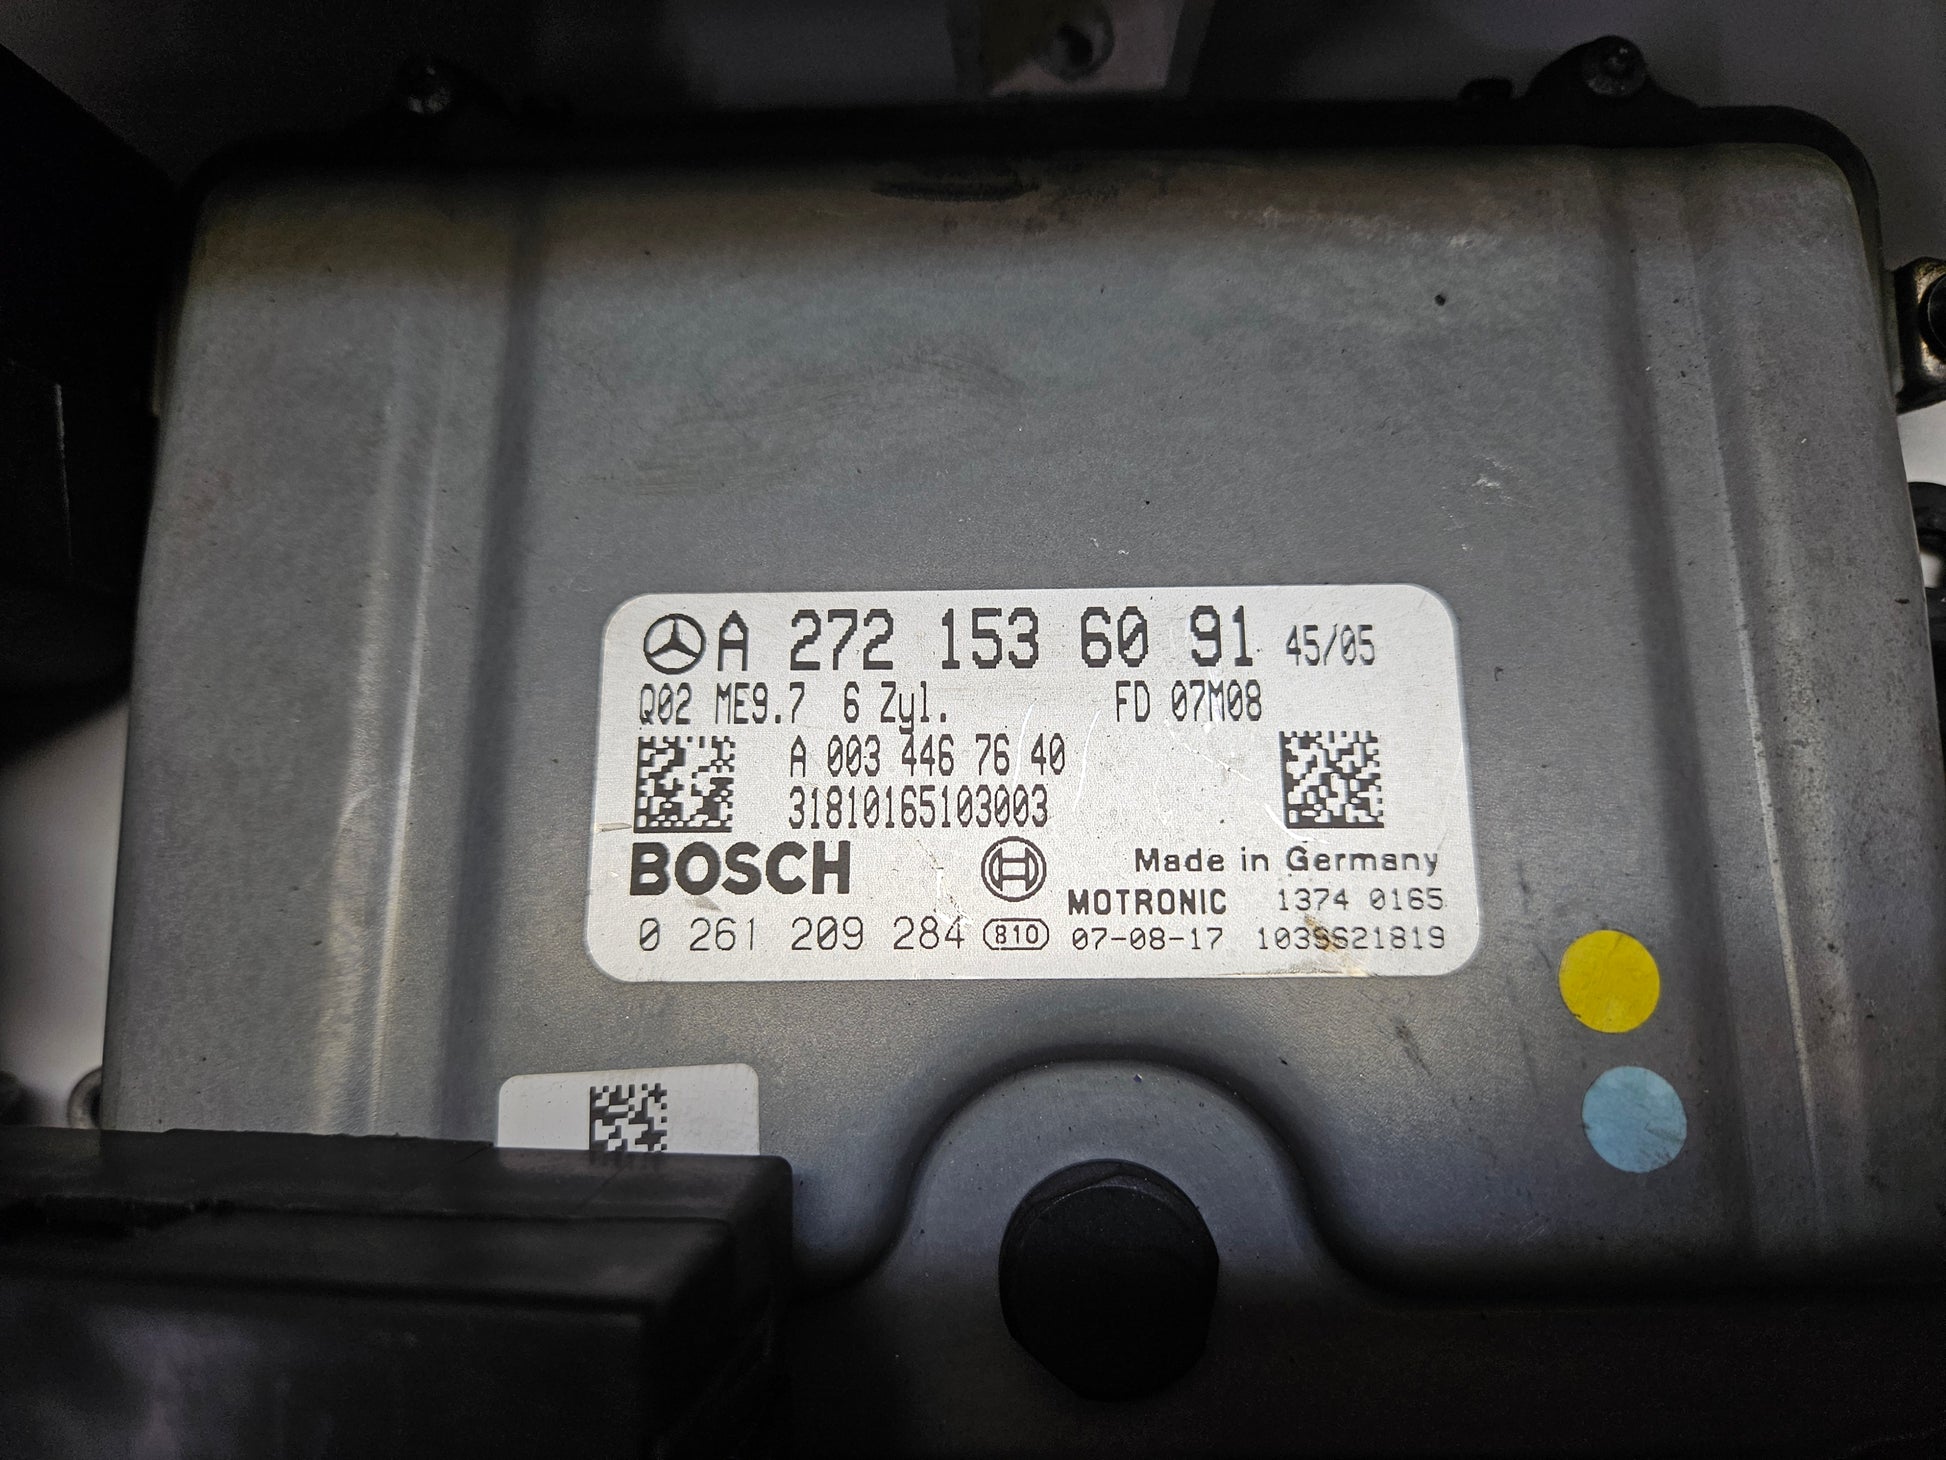 A 272 153 60 91 45/05
Q02 ME9.7 6 Zyl. FD 07M08
A 003 446 76 40
31810165103003
BOSCH Made in Germany
MOTRONIC 1374 0165
0 261 209 284 810 07-08-17 1039S21819